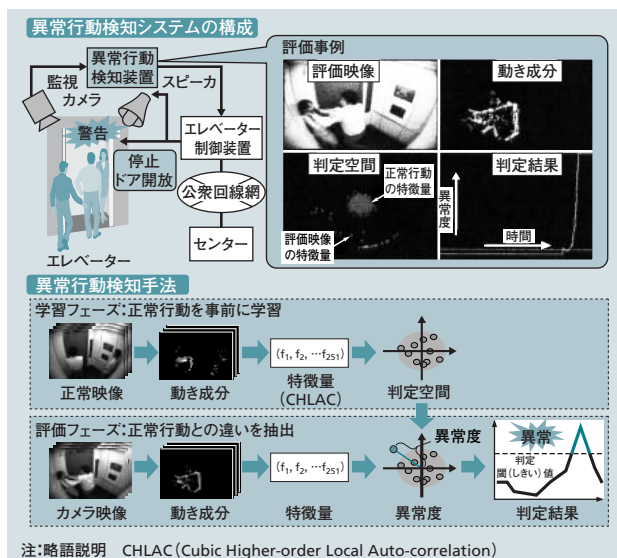 異常行動検知システムの構成
異常行動
検知装置
監視
カメラ
スピーカ
警告
停止
ドア開放
エレベーター
制御装置
公衆回線網
センター
エレベーター
評価事例
評価映像
動き成分
判定空間
正常行動
の特徴量
評価映像
の特徴量
判定結果
異常度
時間
異常行動検知手法
学習フェーズ:正常行動を事前に学習
正常映像
動き成分
(f1, f2, …f251)
特徴量
(CHLAC)
判定空間
評価フェーズ:正常行動との違いを抽出
カメラ映像
動き成分
(f1, f2, …f251)
特徴量
異常度
異常度
異常
判定
閾(しきい)値
判定結果
注:略語説明 CHLAC(Cubic Higher-order Local Auto-correlation)